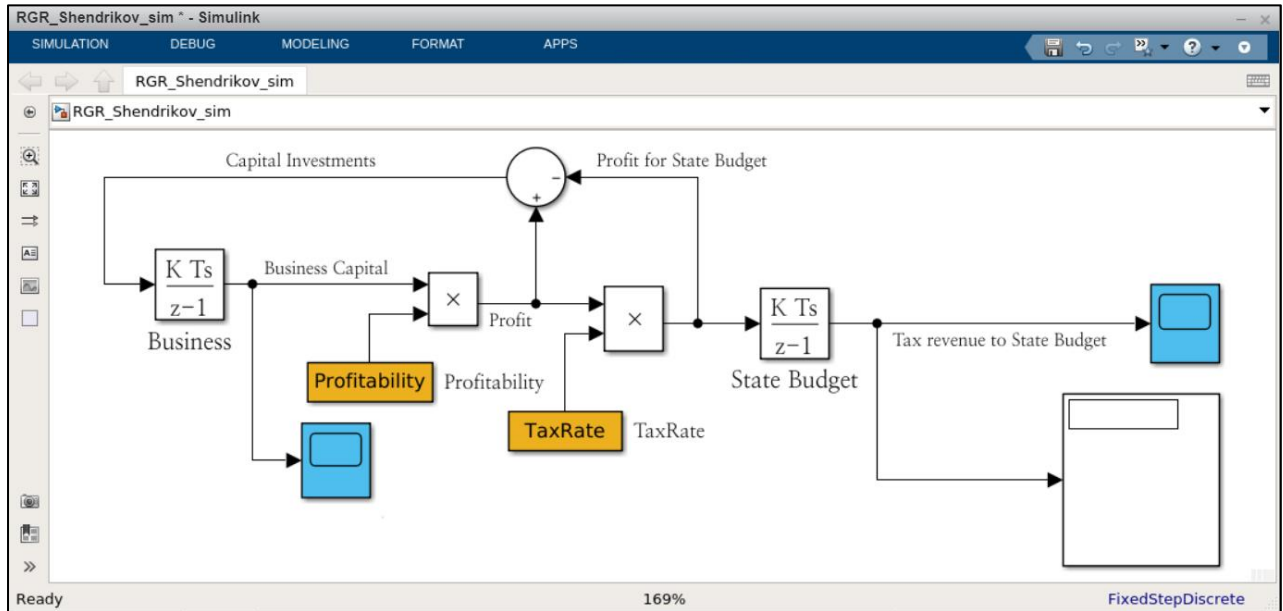 RGR_Shendrikov_sim * - Simulink
SIMULATION DEBUG MODELING FORMAT APPS
RGR_Shendrikov_sim
RGR_Shendrikov_sim
Capital Investments
Profit for State Budget
−
+
K Ts
z−1
Business
Business Capital
×
Profit
Profitability
Profitability
×
TaxRate
TaxRate
K Ts
z−1
State Budget
Tax revenue to State Budget
Ready 169% FixedStepDiscrete